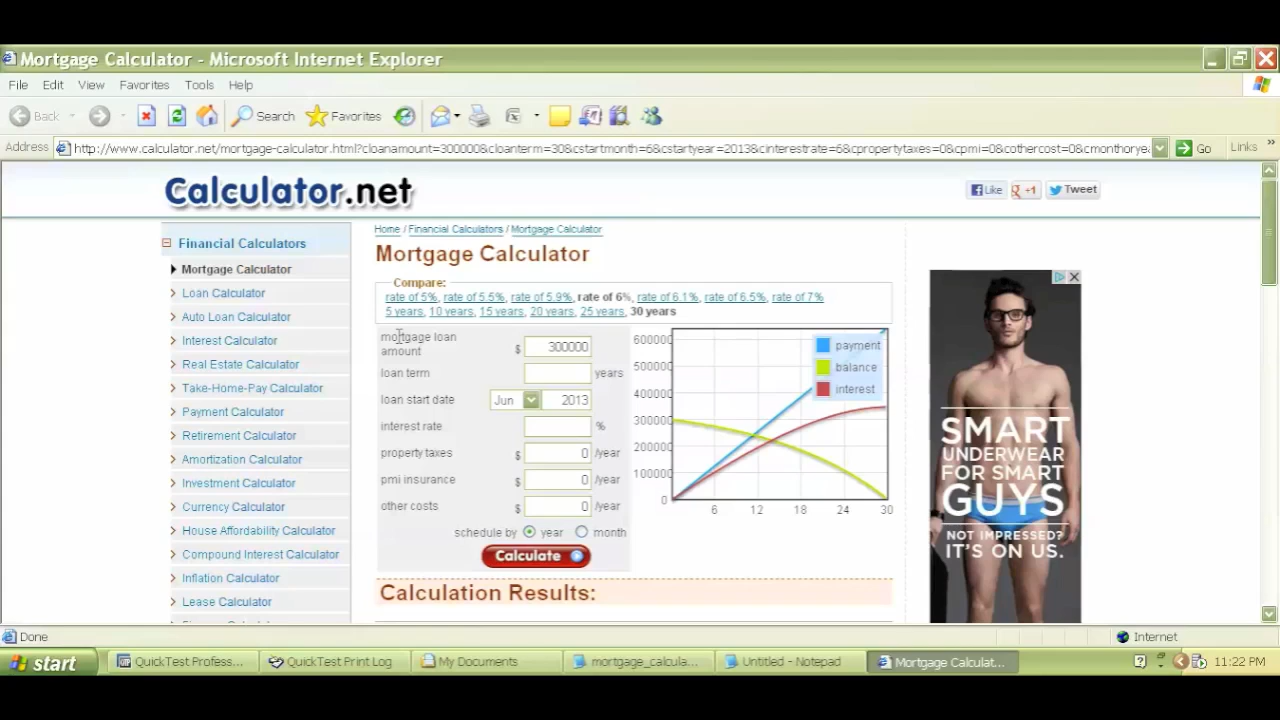 Mortgage Calculator - Microsoft Internet Explorer
File Edit View Favorites Tools Help
Back Search Favorites
Address http://www.calculator.net/mortgage-calculator.html?cloanamount=300000&cloanterm=30&cstartmonth=6&cstartyear=2013&cinterestrate=6&cpropertytaxes=0&cpmi=0&cothercost=0&cmonthorye Go Links »
Calculator.net
Like +1 Tweet
Financial Calculators
Mortgage Calculator
Loan Calculator
Auto Loan Calculator
Interest Calculator
Real Estate Calculator
Take-Home-Pay Calculator
Payment Calculator
Retirement Calculator
Amortization Calculator
Investment Calculator
Currency Calculator
House Affordability Calculator
Compound Interest Calculator
Inflation Calculator
Lease Calculator
Home / Financial Calculators / Mortgage Calculator
Mortgage Calculator
Compare:
rate of 5%, rate of 5.5%, rate of 5.9%, rate of 6%, rate of 6.1%, rate of 6.5%, rate of 7%
5 years, 10 years, 15 years, 20 years, 25 years, 30 years
mortgage loan
amount $ 300000
loan term years
loan start date Jun 2013
interest rate %
property taxes $ 0 /year
pmi insurance $ 0 /year
other costs $ 0 /year
schedule by year month
Calculate
600000
500000
400000
300000
200000
100000
0
6 12 18 24 30
payment
balance
interest
Calculation Results:
SMART
UNDERWEAR
FOR SMART
GUYS
NOT IMPRESSED?
IT'S ON US.
Done Internet
start QuickTest Profess... QuickTest Print Log My Documents mortgage_calcula... Untitled - Notepad Mortgage Calculat... 11:22 PM